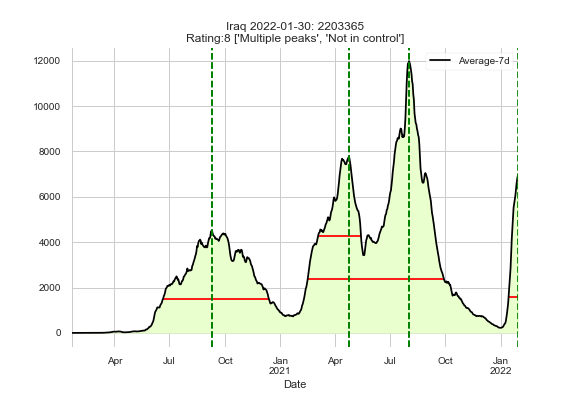 Iraq 2022-01-30: 2203365
Rating:8 ['Multiple peaks', 'Not in control']
Average-7d
12000
10000
8000
6000
4000
2000
0
Apr Jul Oct Jan Apr Jul Oct Jan
2021 2022
Date